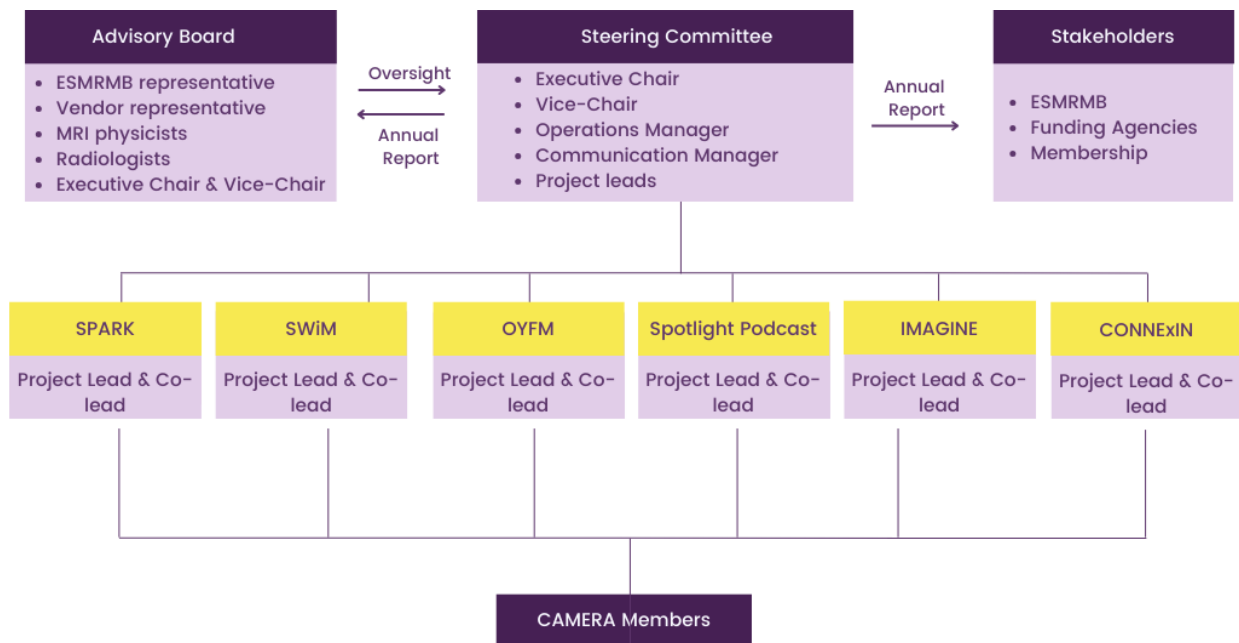 Advisory Board
• ESMRMB representative
• Vendor representative
• MRI physicists
• Radiologists
• Executive Chair & Vice-Chair
Oversight
Annual
Report
Steering Committee
• Executive Chair
• Vice-Chair
• Operations Manager
• Communication Manager
• Project leads
Annual
Report
Stakeholders
• ESMRMB
• Funding Agencies
• Membership
SPARK
Project Lead & Co-
lead
SWiM
Project Lead & Co-
lead
OYFM
Project Lead & Co-
lead
Spotlight Podcast
Project Lead & Co-
lead
IMAGINE
Project Lead & Co-
lead
CONNExIN
Project Lead & Co-
lead
CAMERA Members